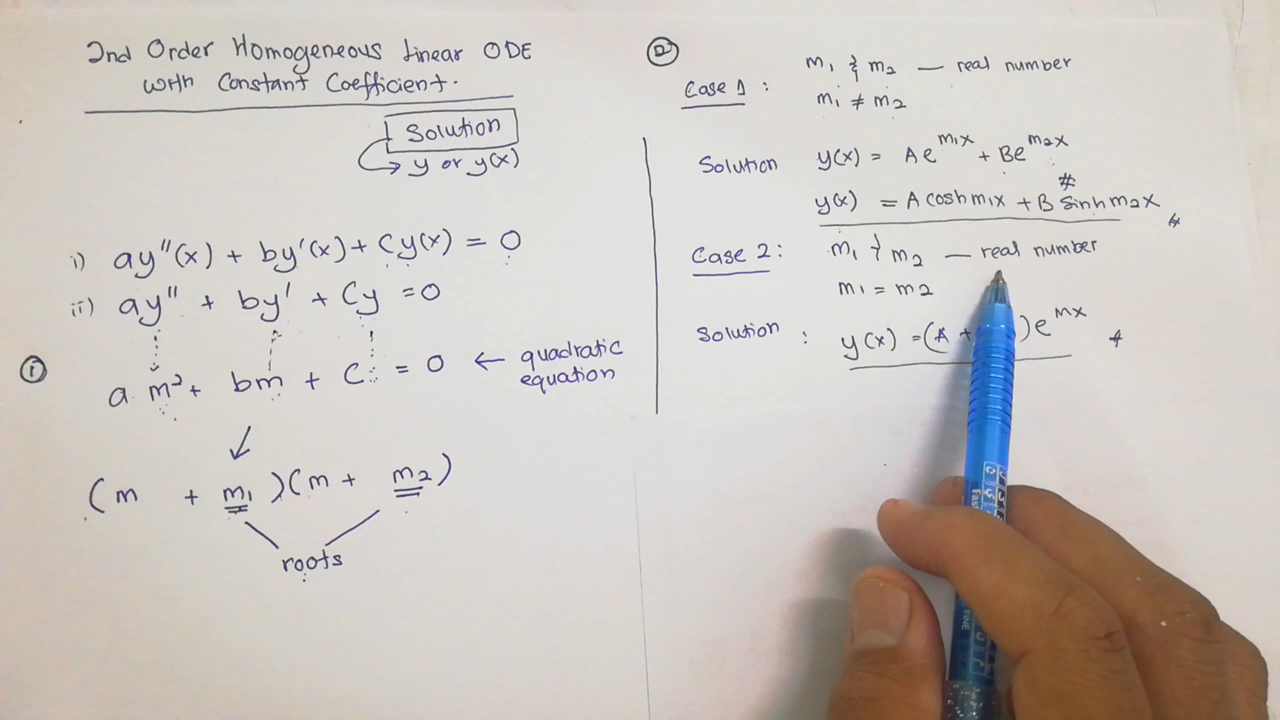 2nd Order Homogeneous Linear ODE
with Constant Coefficient.
Solution
y or y(x)
i) ay''(x) + by'(x) + cy(x) = 0
ii) ay'' + by' + cy = 0
①
a m² + bm + c = 0 ← quadratic
equation
(m + m₁)(m + m₂)
roots
②
Case 1 : m₁ & m₂ — real number
m₁ ≠ m₂
Solution y(x) = Ae^m₁x + Be^m₂x
#
y(x) = A cosh m₁x + B sinh m₂x *
Case 2 : m₁ & m₂ — real number
m₁ = m₂
Solution : y(x) = (A + )e^mx *